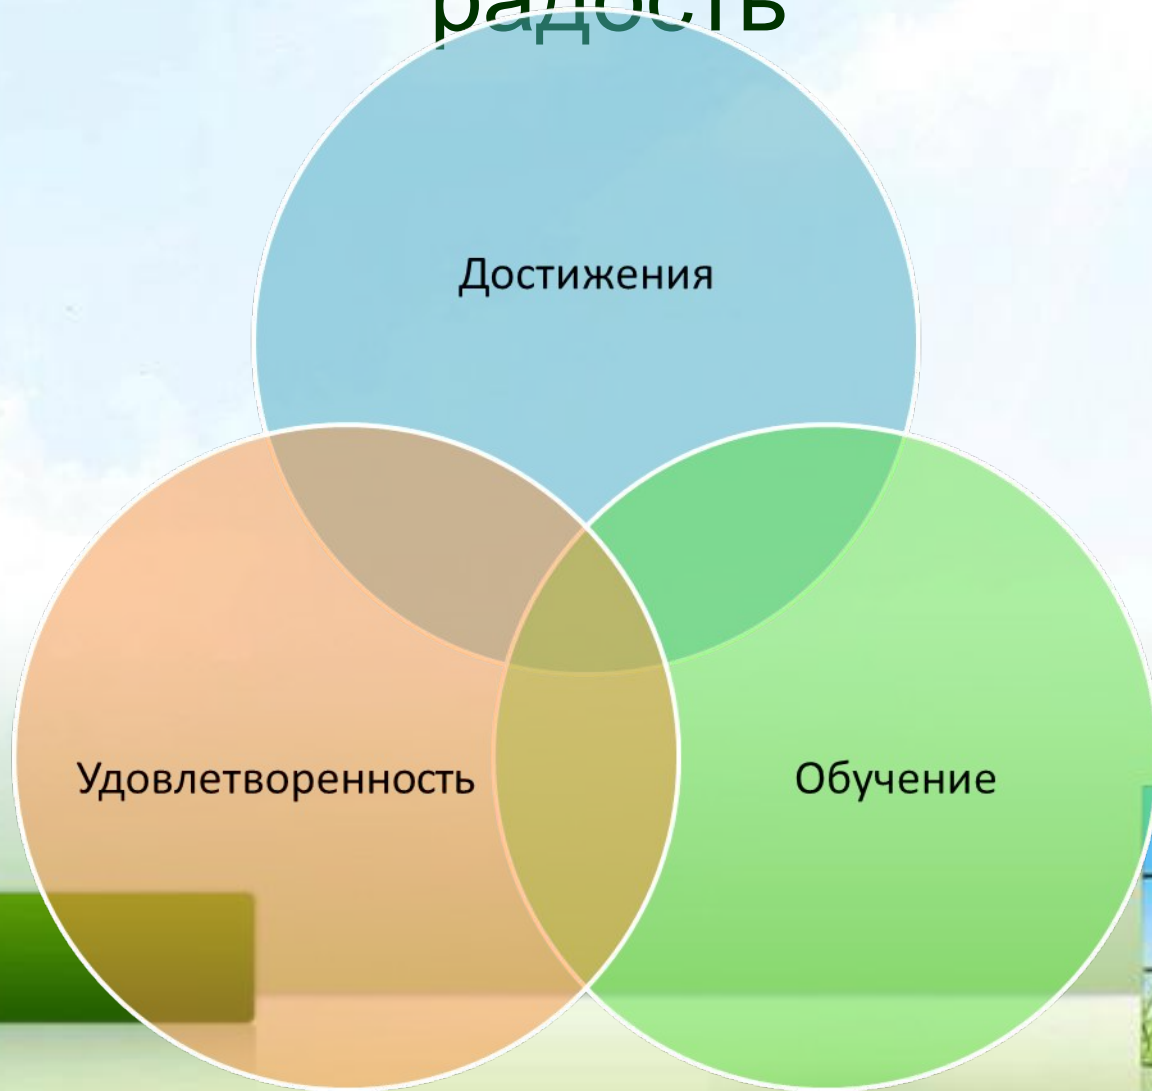 радость
Достижения
Удовлетворенность
Обучение